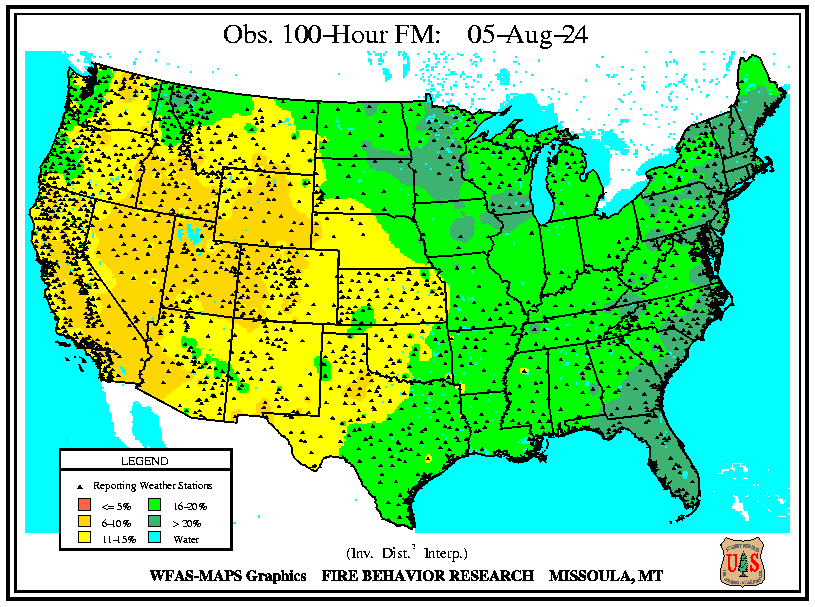 Obs. 100-Hour FM: 05-Aug-24
LEGEND
Reporting Weather Stations
<= 5% 16-20%
6-10% > 20%
11-15% Water
(Inv. Dist.² Interp.)
WFAS-MAPS Graphics FIRE BEHAVIOR RESEARCH MISSOULA, MT
U S